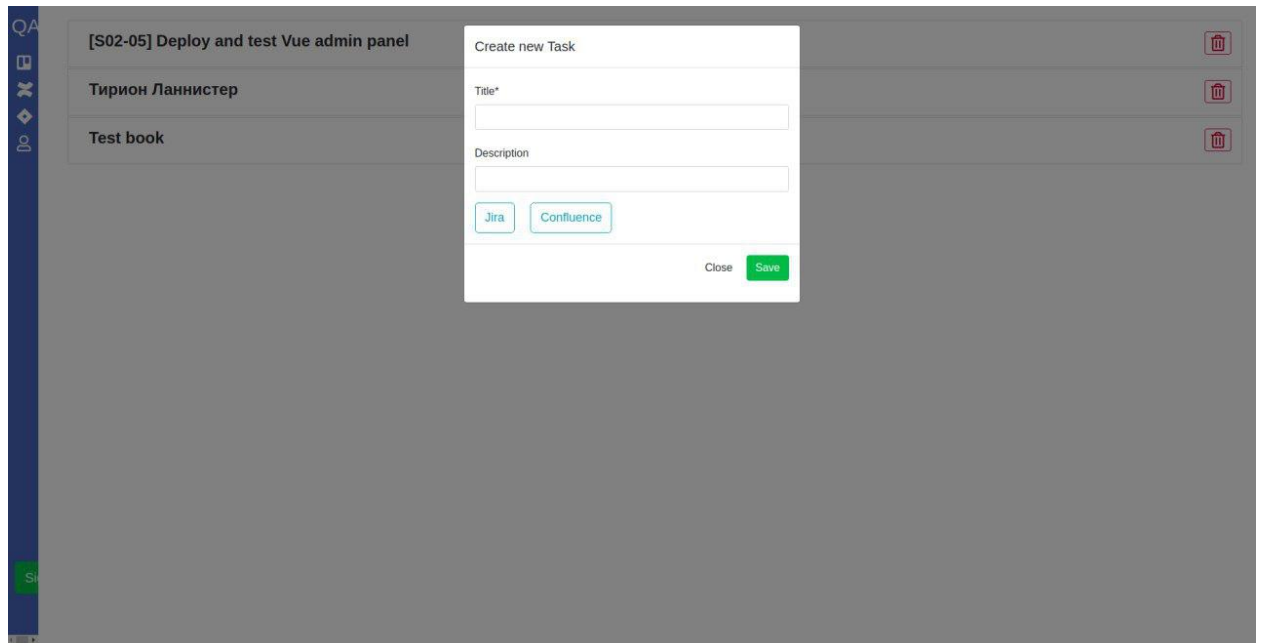 QA
[S02-05] Deploy and test Vue admin panel
Тирион Ланнистер
Test book
Create new Task
Title*
Description
Jira Confluence
Close Save
Si